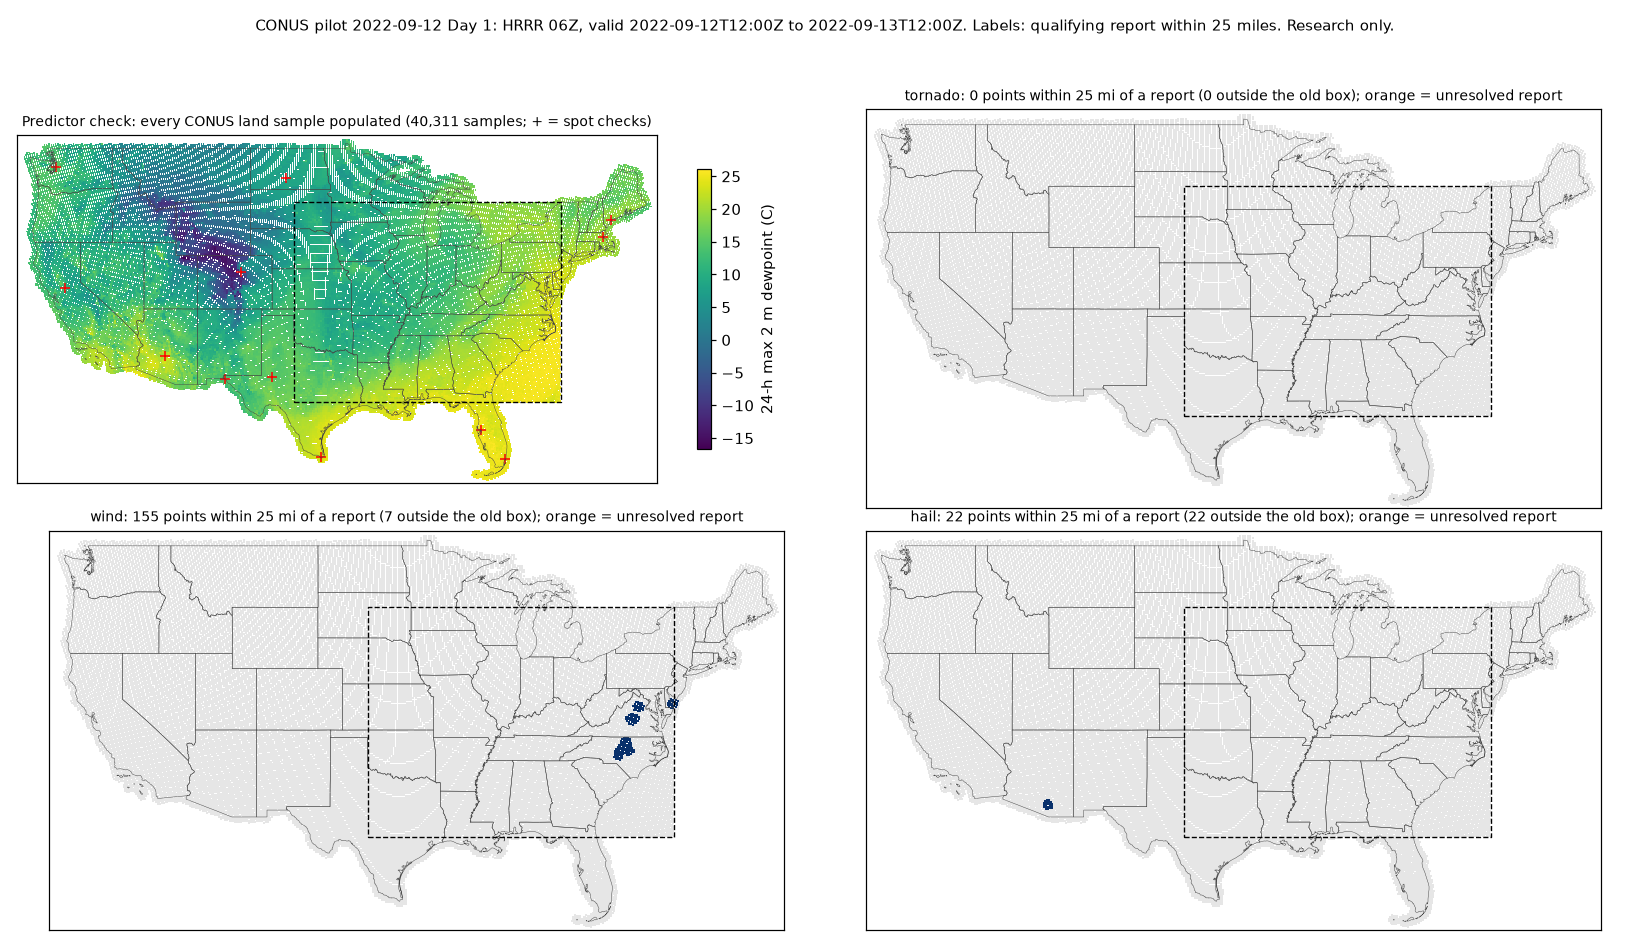 CONUS pilot 2022-09-12 Day 1: HRRR 06Z, valid 2022-09-12T12:00Z to 2022-09-13T12:00Z. Labels: qualifying report within 25 miles. Research only.
Predictor check: every CONUS land sample populated (40,311 samples; + = spot checks)
25
20
15
10
5
0
−5
−10
−15
24-h max 2 m dewpoint (C)
tornado: 0 points within 25 mi of a report (0 outside the old box); orange = unresolved report
wind: 155 points within 25 mi of a report (7 outside the old box); orange = unresolved report
hail: 22 points within 25 mi of a report (22 outside the old box); orange = unresolved report